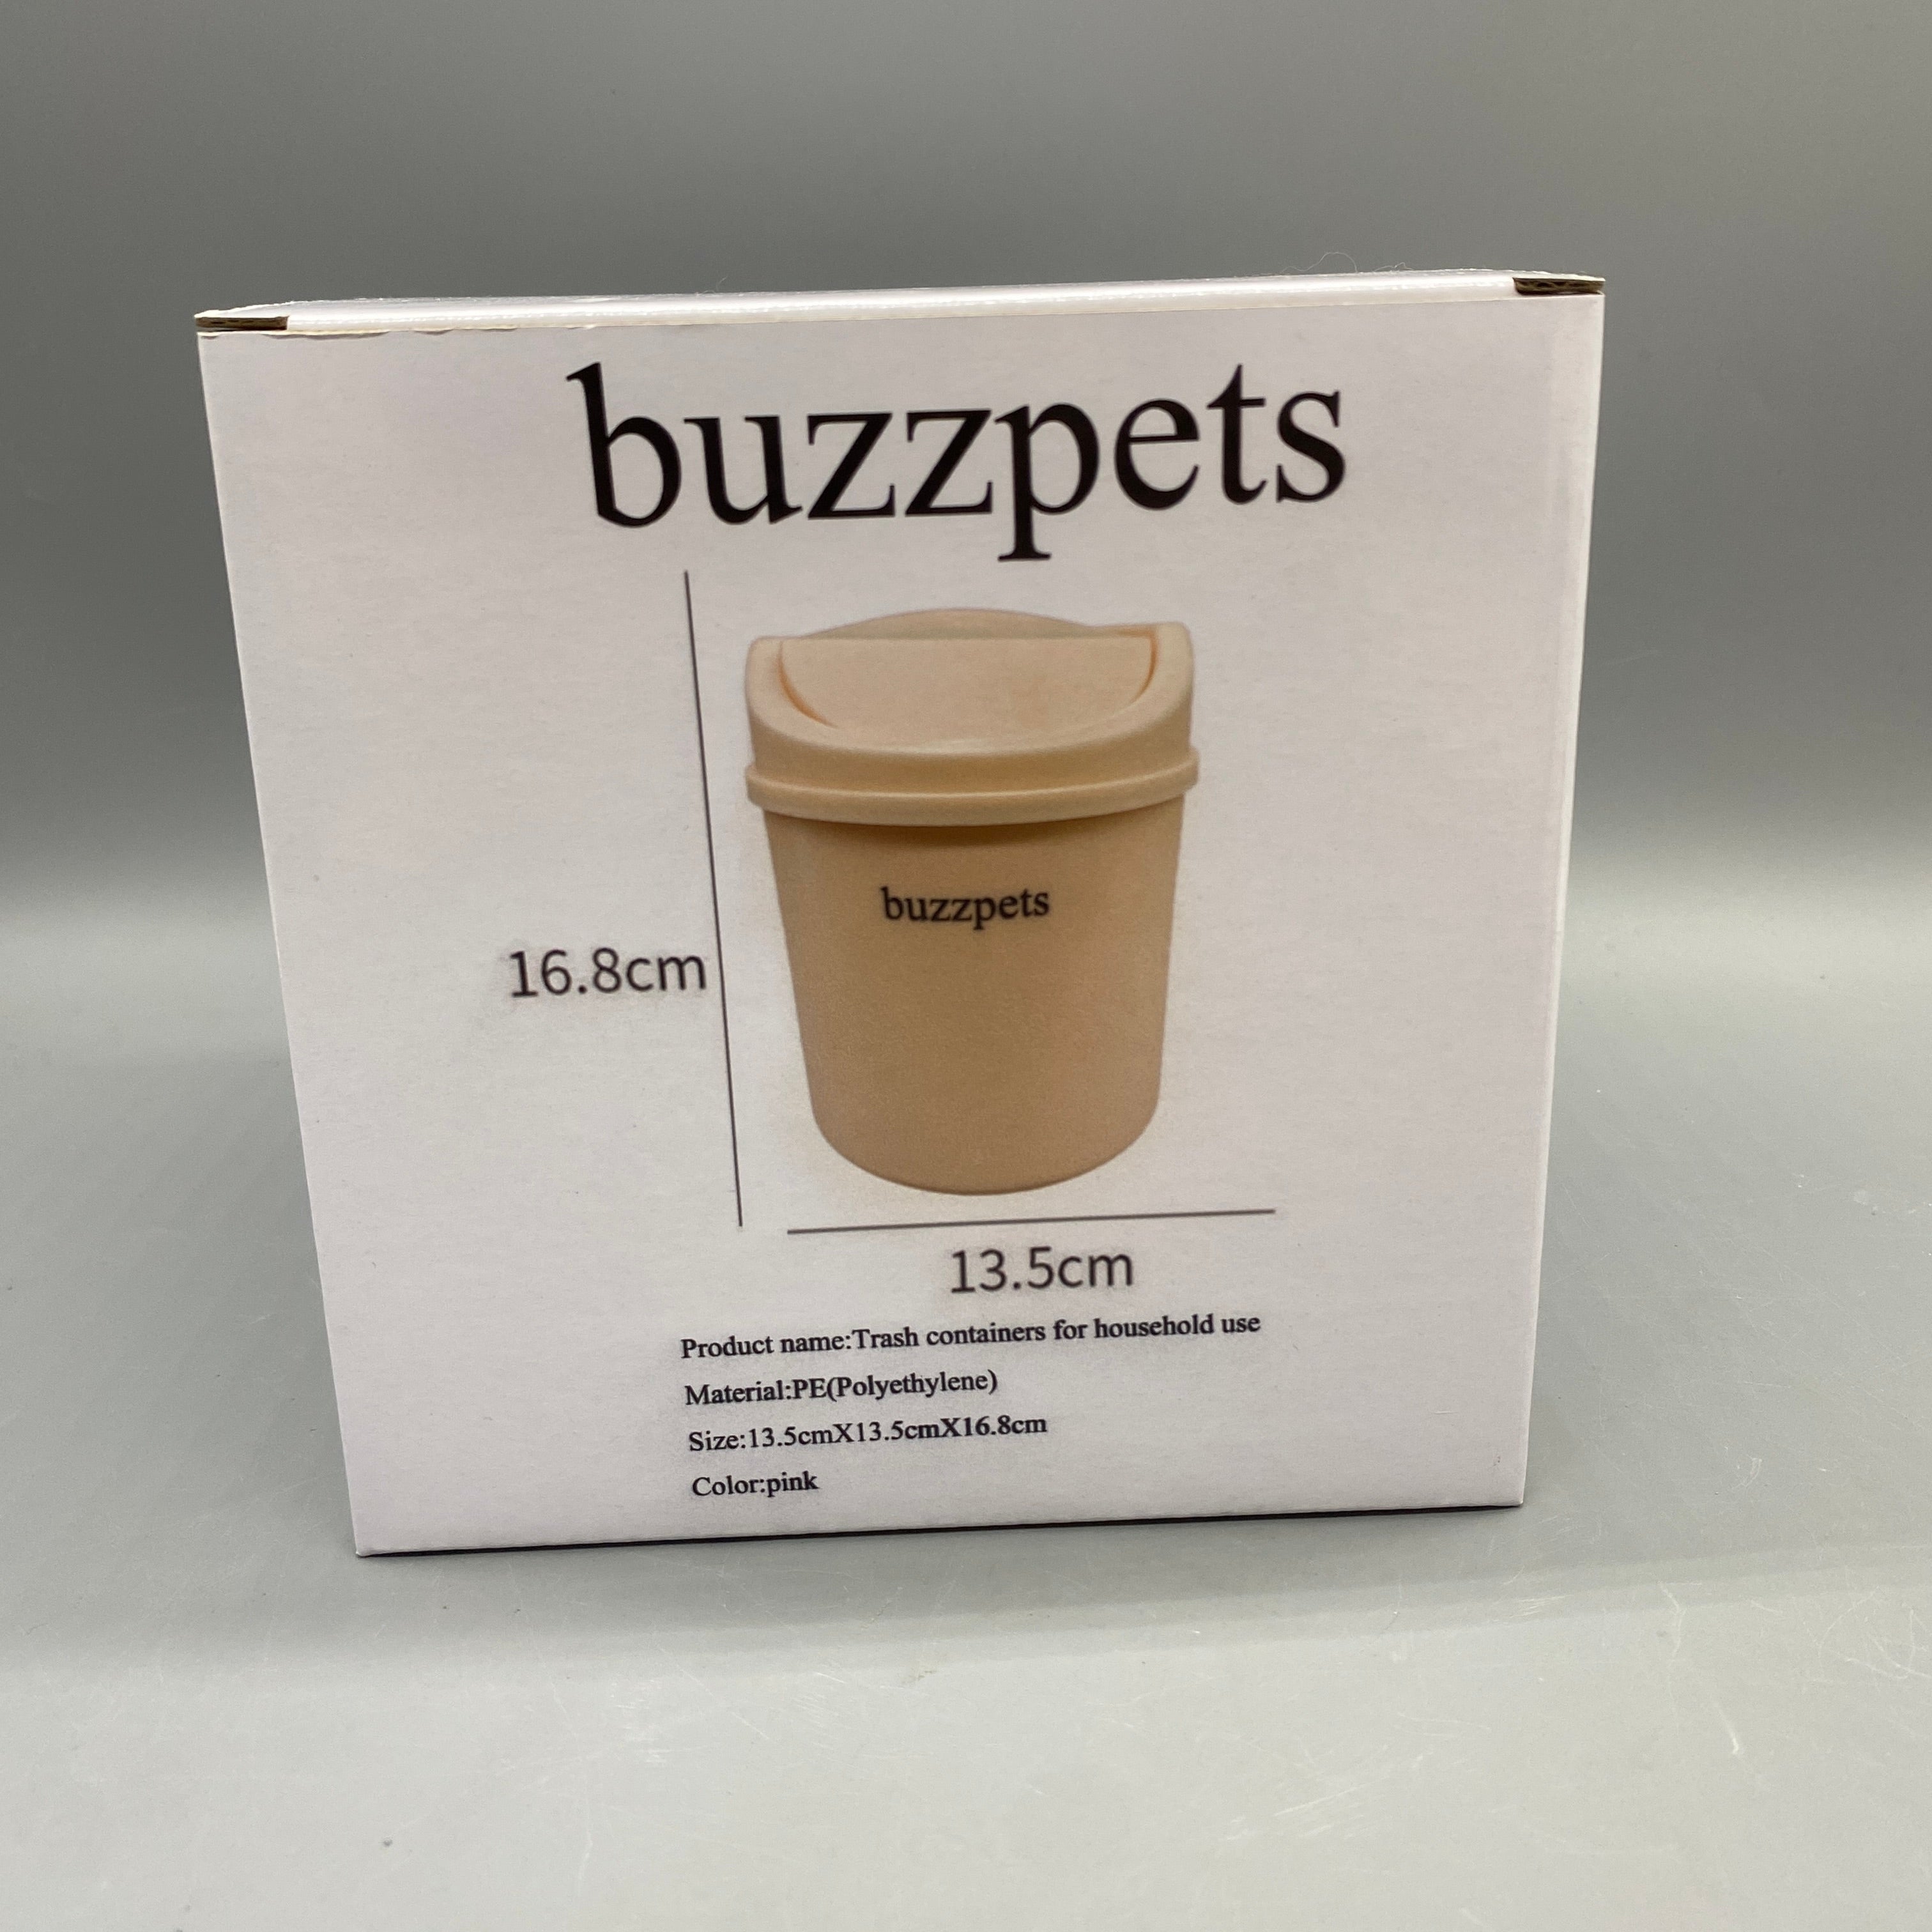 buzzpets
buzzpets
16.8cm
13.5cm
Product name:Trash containers for household use
Material:PE(Polyethylene)
Size:13.5cmX13.5cmX16.8cm
Color:pink